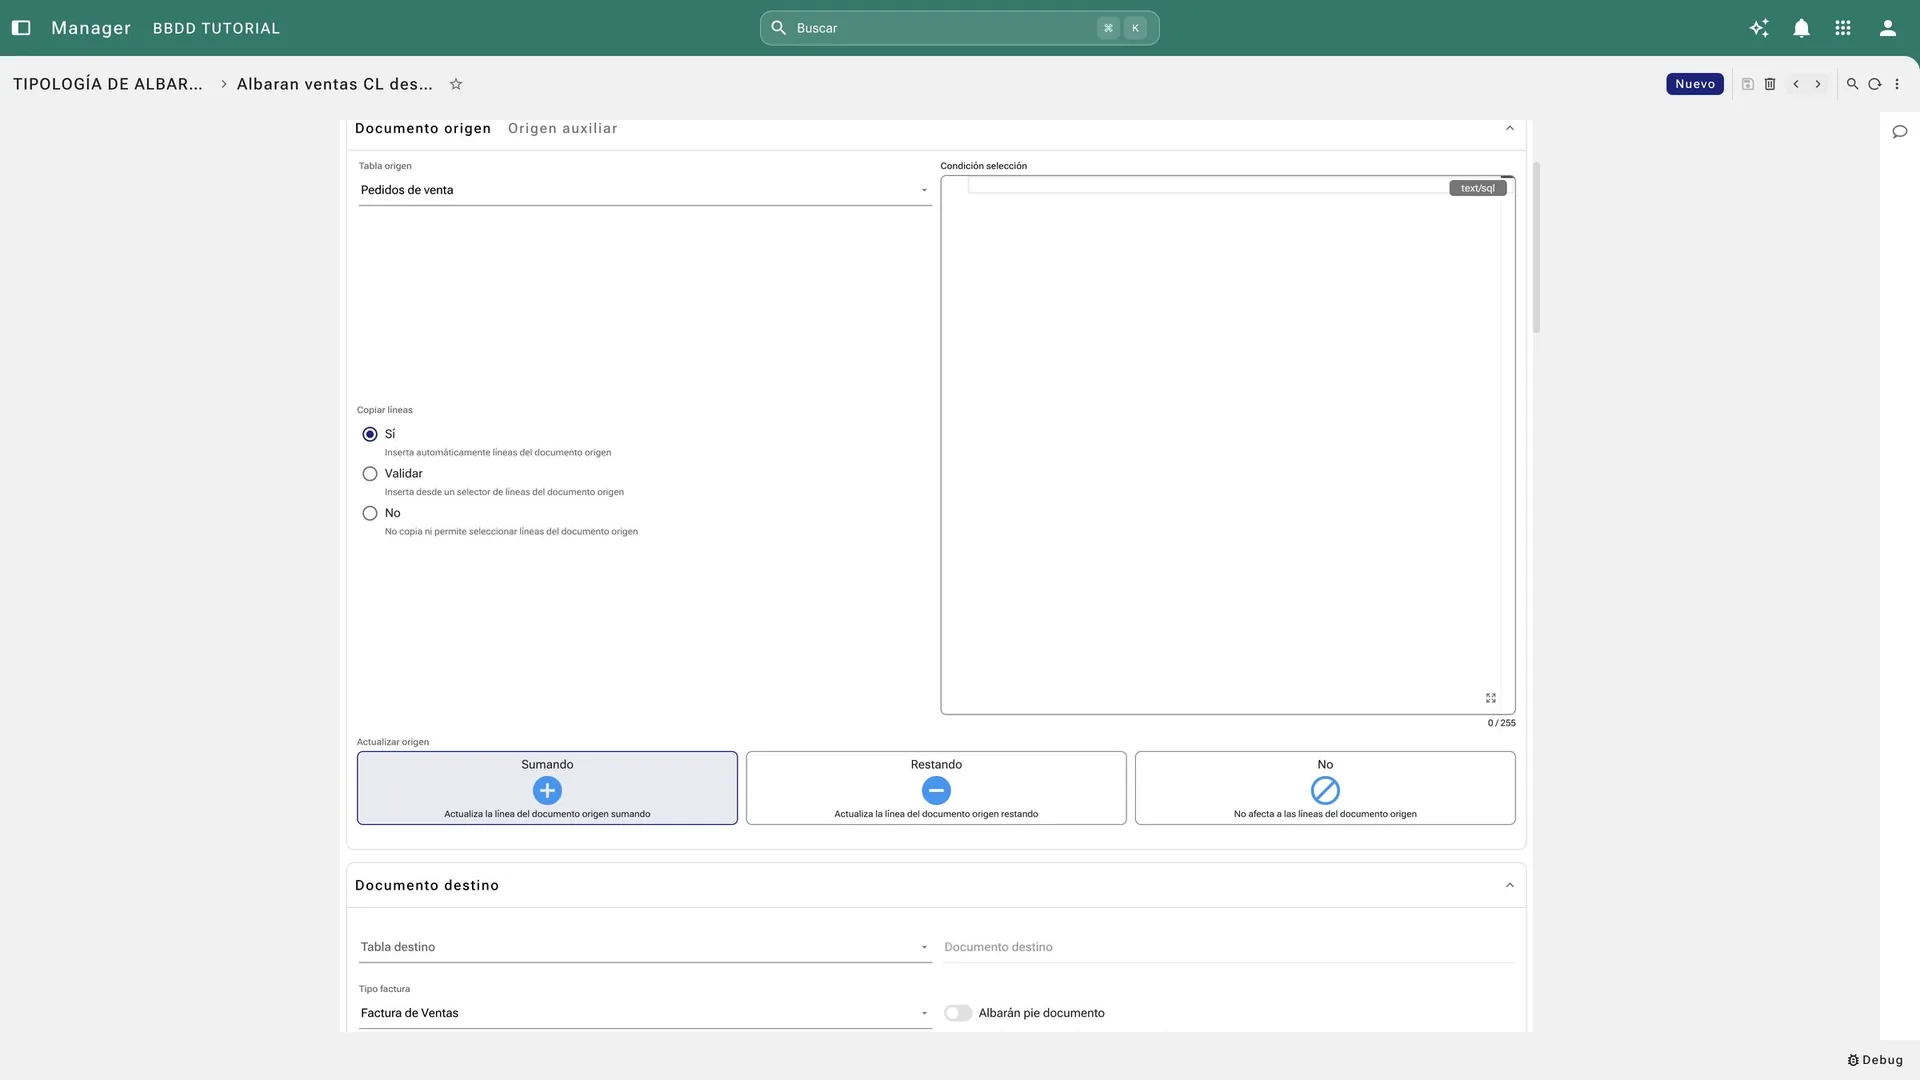 Manager
BBDD TUTORIAL
Buscar
⌘ K
TIPOLOGÍA DE ALBAR...
Albaran ventas CL des...
Nuevo
Documento origen
Origen auxiliar
Tabla origen
Pedidos de venta
Condición selección
text/sql
Copiar líneas
Sí
Inserta automáticamente líneas del documento origen
Validar
Inserta desde un selector de líneas del documento origen
No
No copia ni permite seleccionar líneas del documento origen
0 / 255
Actualizar origen
Sumando
Actualiza la línea del documento origen sumando
Restando
Actualiza la línea del documento origen restando
No
No afecta a las líneas del documento origen
Documento destino
Tabla destino
Documento destino
Tipo factura
Factura de Ventas
Albarán pie documento
Debug